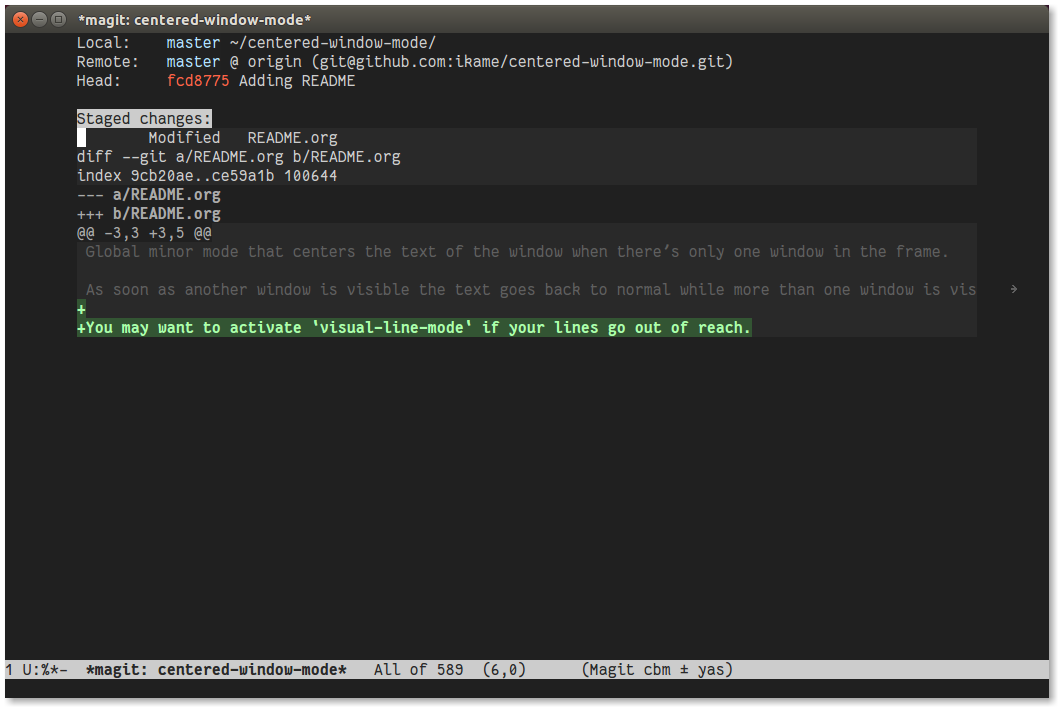 *magit: centered-window-mode*
Local:    master ~/centered-window-mode/
Remote:   master @ origin (git@github.com:ikame/centered-window-mode.git)
Head:     fcd8775 Adding README
Staged changes:
        Modified   README.org
diff --git a/README.org b/README.org
index 9cb20ae..ce59a1b 100644
--- a/README.org
+++ b/README.org
@@ -3,3 +3,5 @@
 Global minor mode that centers the text of the window when there's only one window in the frame.
 As soon as another window is visible the text goes back to normal while more than one window is vis →
+
+You may want to activate 'visual-line-mode' if your lines go out of reach.
1 U:%*-  *magit: centered-window-mode*   All of 589  (6,0)      (Magit cbm ± yas)